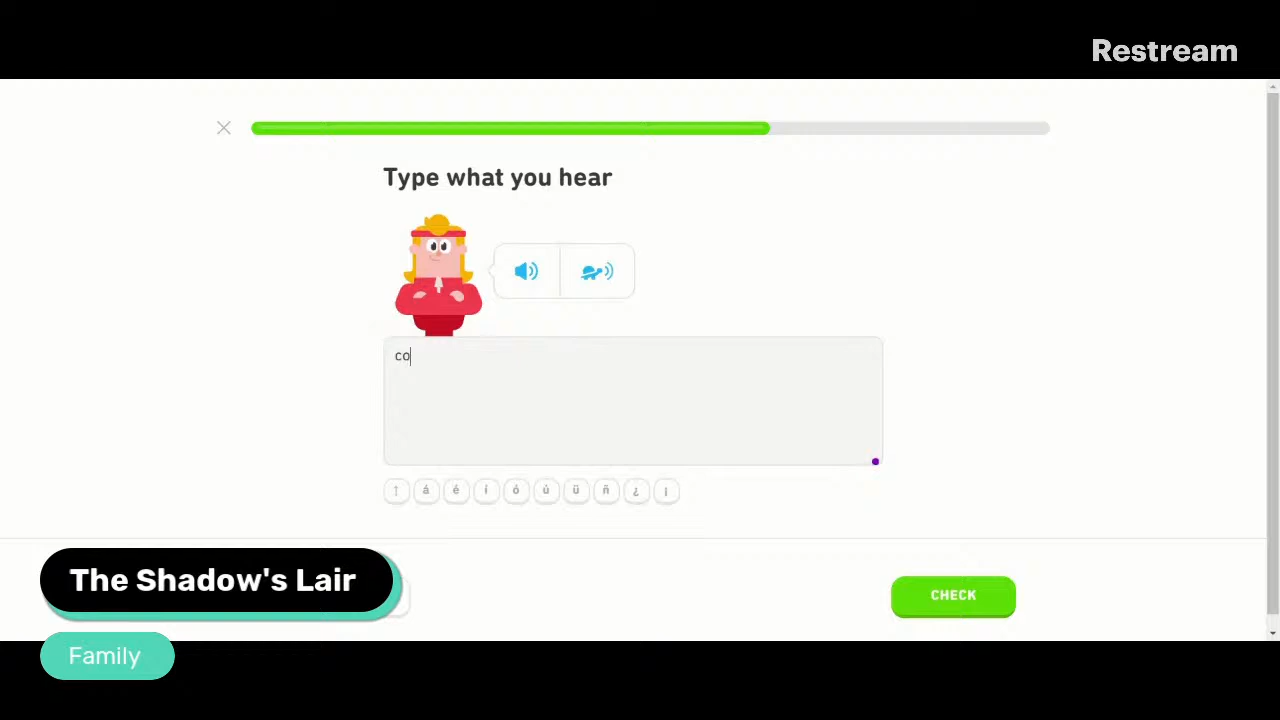 Restream
Type what you hear
co
↑ á é í ó ú ü ñ ¿ ¡
The Shadow's Lair
CHECK
Family